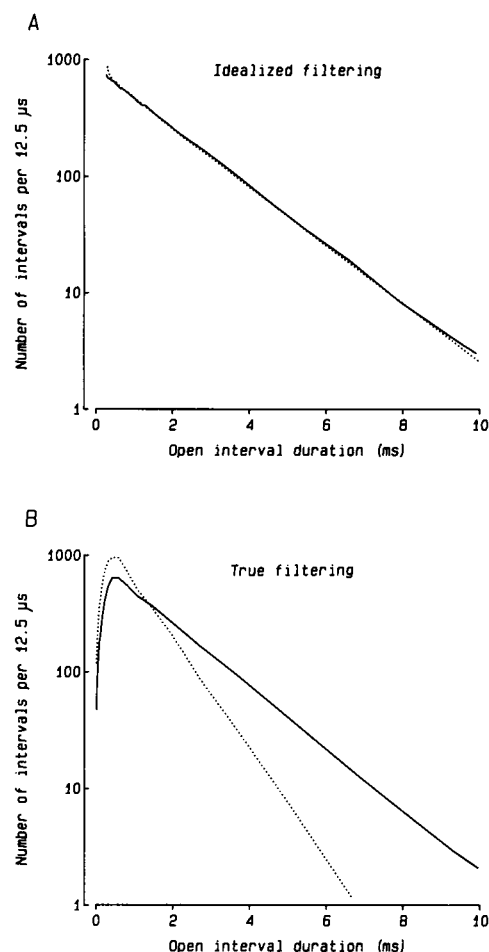 A
Idealized filtering
Number of intervals per 12.5 µs
1000
100
10
1
0 2 4 6 8 10
Open interval duration (ms)
B
True filtering
Number of intervals per 12.5 µs
1000
100
10
1
0 2 4 6 8 10
Open interval duration (ms)